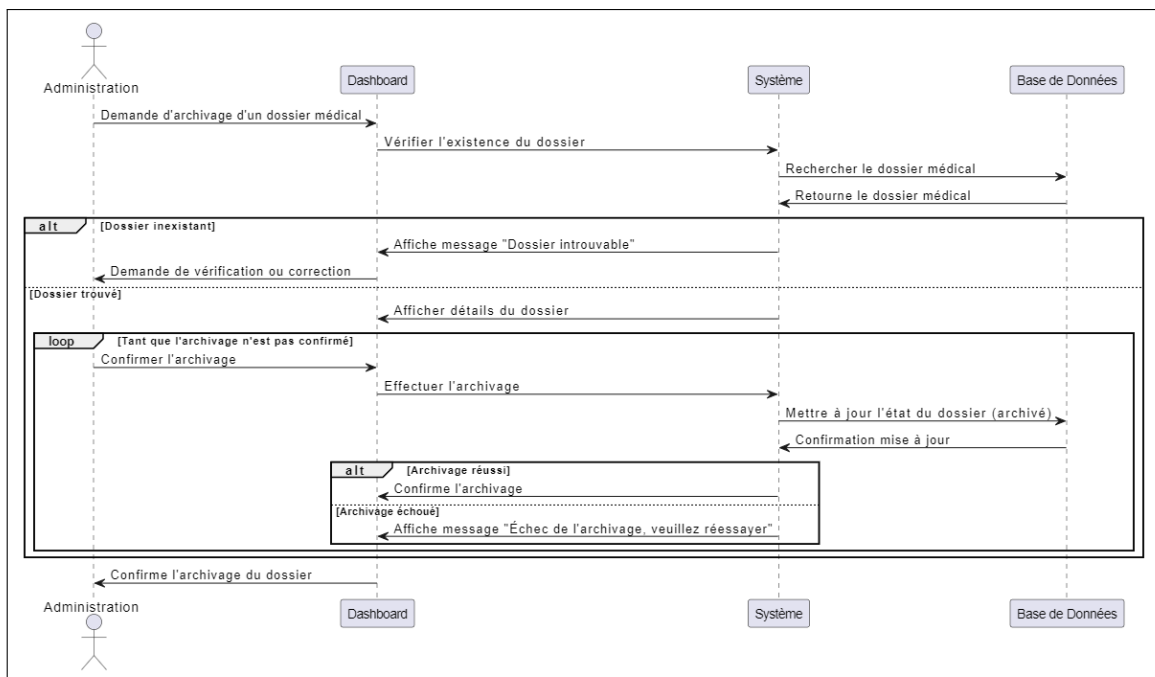 Administration
Dashboard
Système
Base de Données
Demande d'archivage d'un dossier médical
Vérifier l'existence du dossier
Rechercher le dossier médical
Retourne le dossier médical
alt [Dossier inexistant]
Affiche message "Dossier introuvable"
Demande de vérification ou correction
[Dossier trouvé]
Afficher détails du dossier
loop [Tant que l'archivage n'est pas confirmé]
Confirmer l'archivage
Effectuer l'archivage
Mettre à jour l'état du dossier (archivé)
Confirmation mise à jour
alt [Archivage réussi]
Confirme l'archivage
[Archivage échoué]
Affiche message "Échec de l'archivage, veuillez réessayer"
Confirme l'archivage du dossier
Administration
Dashboard
Système
Base de Données